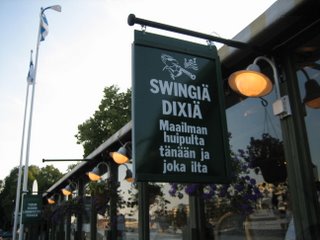 SWINGIÄ
DIXIÄ
Maailman
huipulta
tänään ja
joka ilta